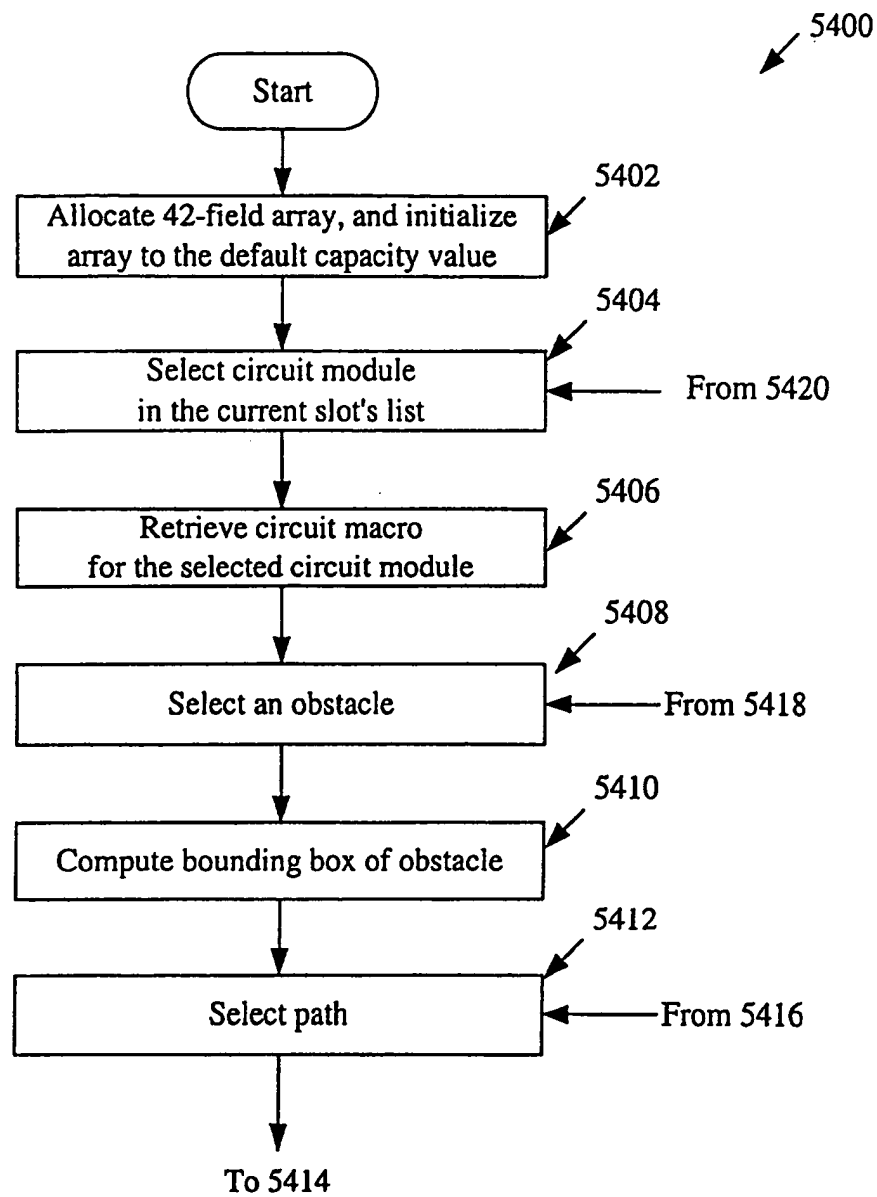 5400
Start
5402
Allocate 42-field array, and initialize
array to the default capacity value
5404
Select circuit module
in the current slot's list
From 5420
5406
Retrieve circuit macro
for the selected circuit module
5408
Select an obstacle
From 5418
5410
Compute bounding box of obstacle
5412
Select path
From 5416
To 5414